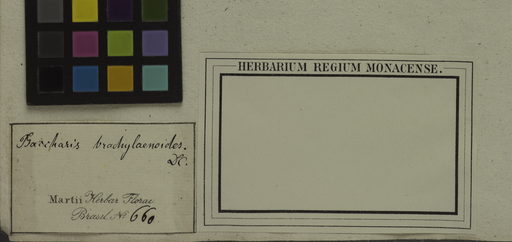 HERBARIUM REGIUM MONACENSE.
Baccharis brachylaenoides.
DC.
Martii Herbar. Florae
Brasil. No 660